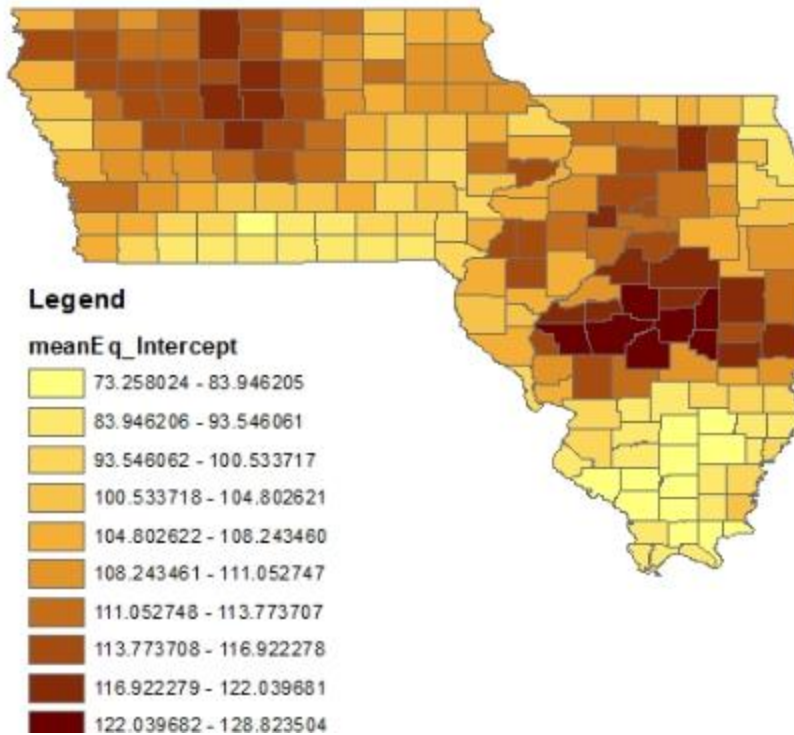 Legend
meanEq_Intercept
73.258024 - 83.946205
83.946206 - 93.546061
93.546062 - 100.533717
100.533718 - 104.802621
104.802622 - 108.243460
108.243461 - 111.052747
111.052748 - 113.773707
113.773708 - 116.922278
116.922279 - 122.039681
122.039682 - 128.823504